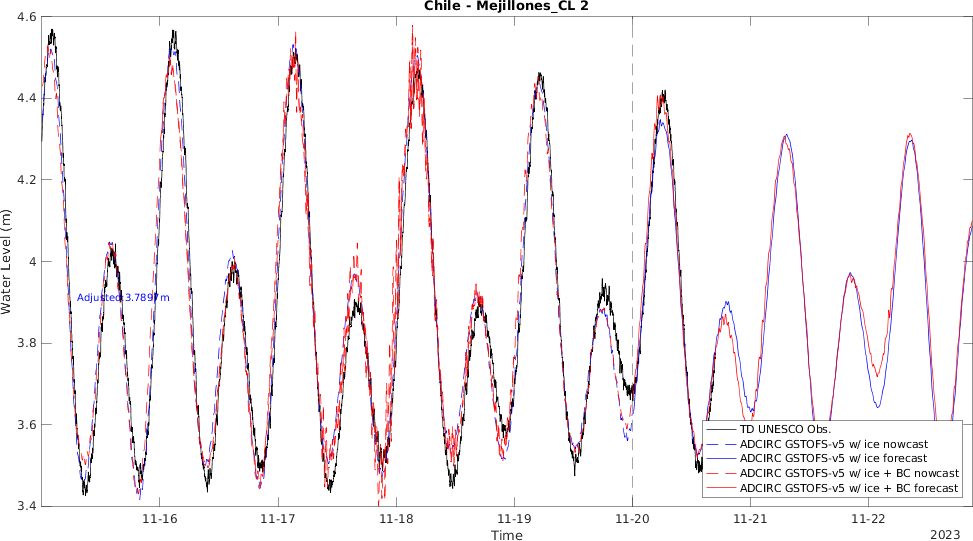 Chile - Mejillones_CL 2
Water Level (m)
4.6
4.4
4.2
4
3.8
3.6
3.4
Adjusted:3.7897m
TD UNESCO Obs.
ADCIRC GSTOFS-v5 w/ ice nowcast
ADCIRC GSTOFS-v5 w/ ice forecast
ADCIRC GSTOFS-v5 w/ ice + BC nowcast
ADCIRC GSTOFS-v5 w/ ice + BC forecast
11-16
11-17
11-18
11-19
11-20
11-21
11-22
Time
2023